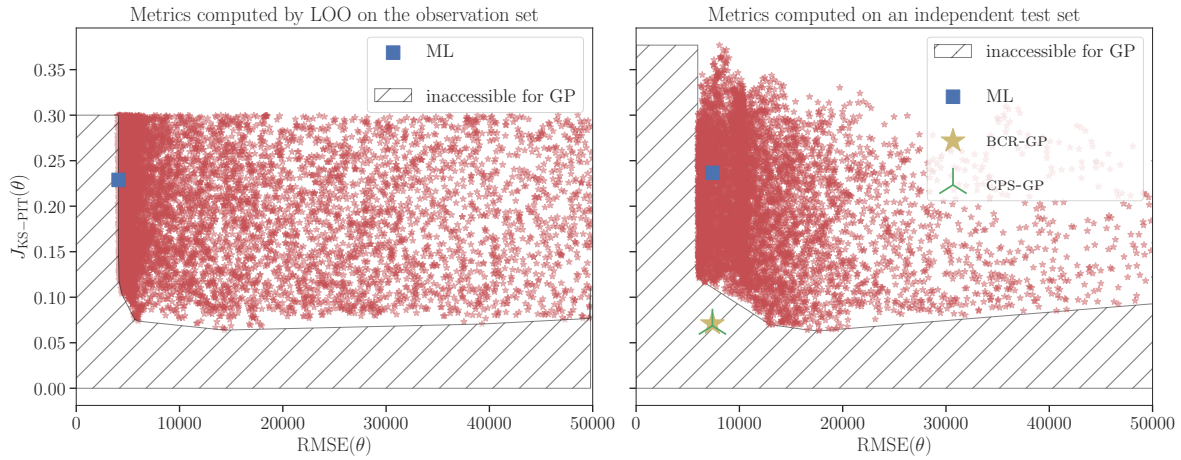 Metrics computed by LOO on the observation set
Metrics computed on an independent test set
J_KS−PIT(θ)
0.35
0.30
0.25
0.20
0.15
0.10
0.05
0.00
ML
inaccessible for GP
inaccessible for GP
ML
BCR-GP
CPS-GP
0 10000 20000 30000 40000 50000
0 10000 20000 30000 40000 50000
RMSE(θ)
RMSE(θ)